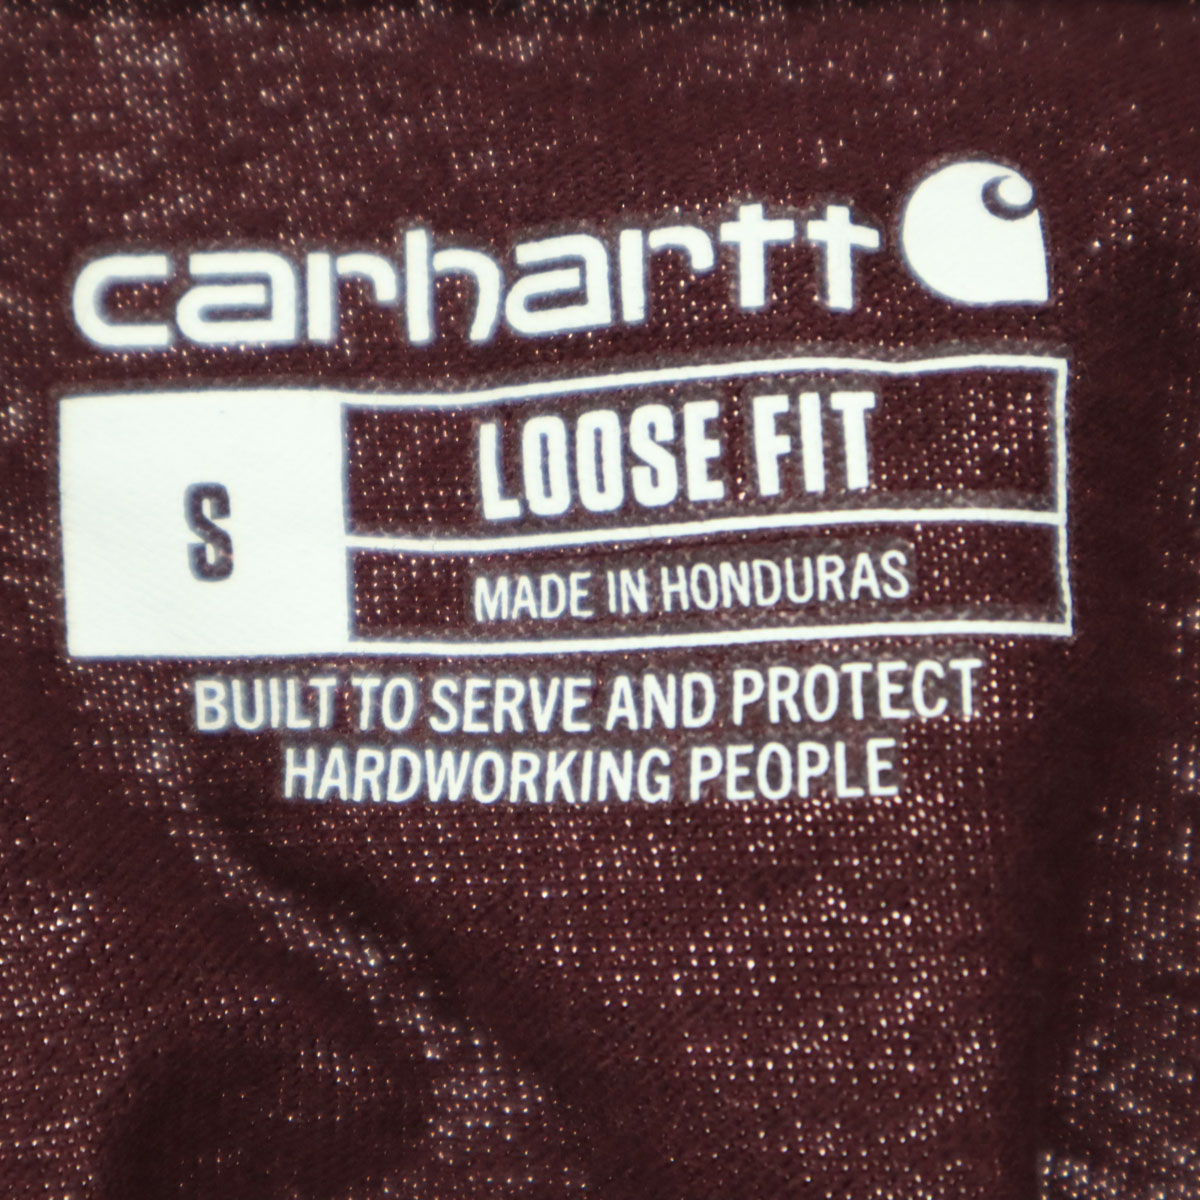 carhartt
S
LOOSE FIT
MADE IN HONDURAS
BUILT TO SERVE AND PROTECT
HARDWORKING PEOPLE